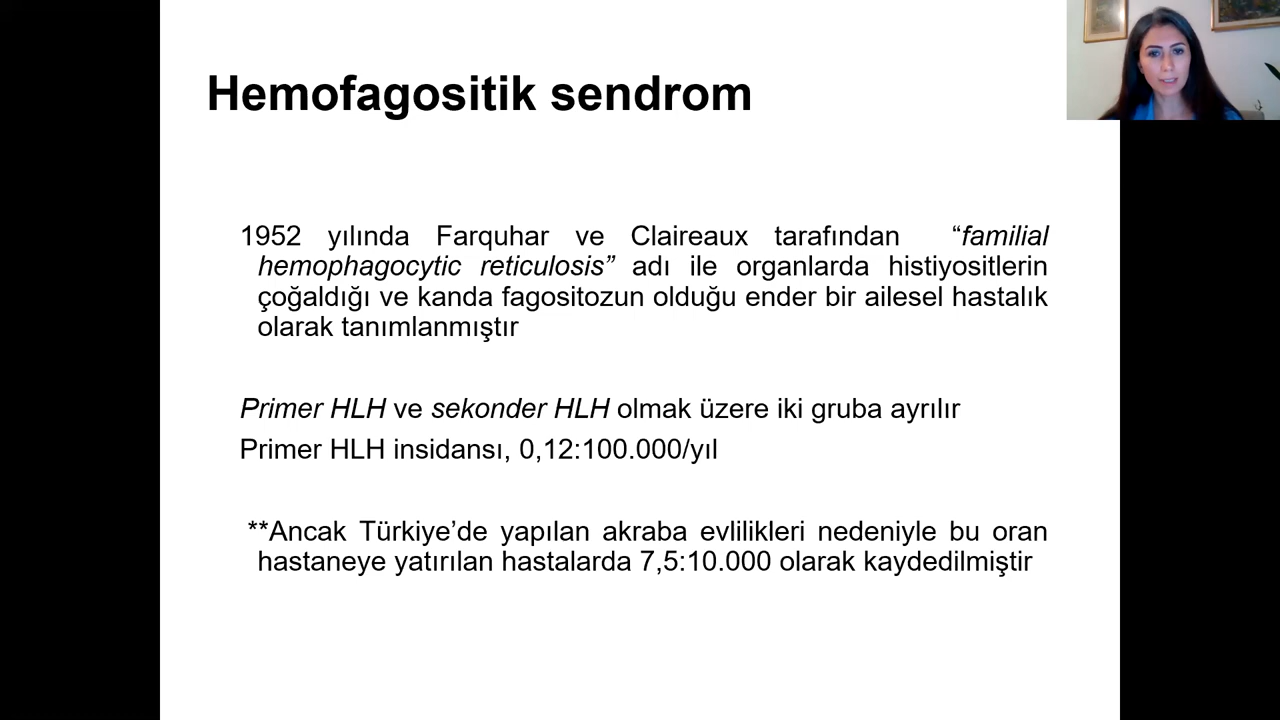 Hemofagositik sendrom
1952 yılında Farquhar ve Claireaux tarafından “familial
hemophagocytic reticulosis” adı ile organlarda histiyositlerin
çoğaldığı ve kanda fagositozun olduğu ender bir ailesel hastalık
olarak tanımlanmıştır
Primer HLH ve sekonder HLH olmak üzere iki gruba ayrılır
Primer HLH insidansı, 0,12:100.000/yıl
**Ancak Türkiye’de yapılan akraba evlilikleri nedeniyle bu oran
hastaneye yatırılan hastalarda 7,5:10.000 olarak kaydedilmiştir